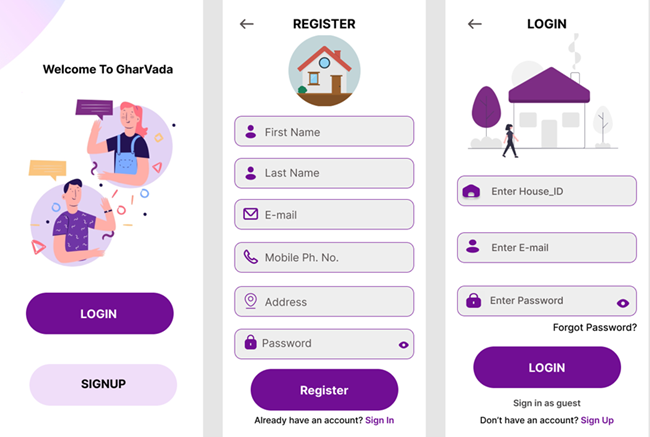 Welcome To GharVada
LOGIN
SIGNUP
REGISTER
First Name
Last Name
E-mail
Mobile Ph. No.
Address
Password
Register
Already have an account? Sign In
LOGIN
Enter House_ID
Enter E-mail
Enter Password
Forgot Password?
LOGIN
Sign in as guest
Don't have an account? Sign Up